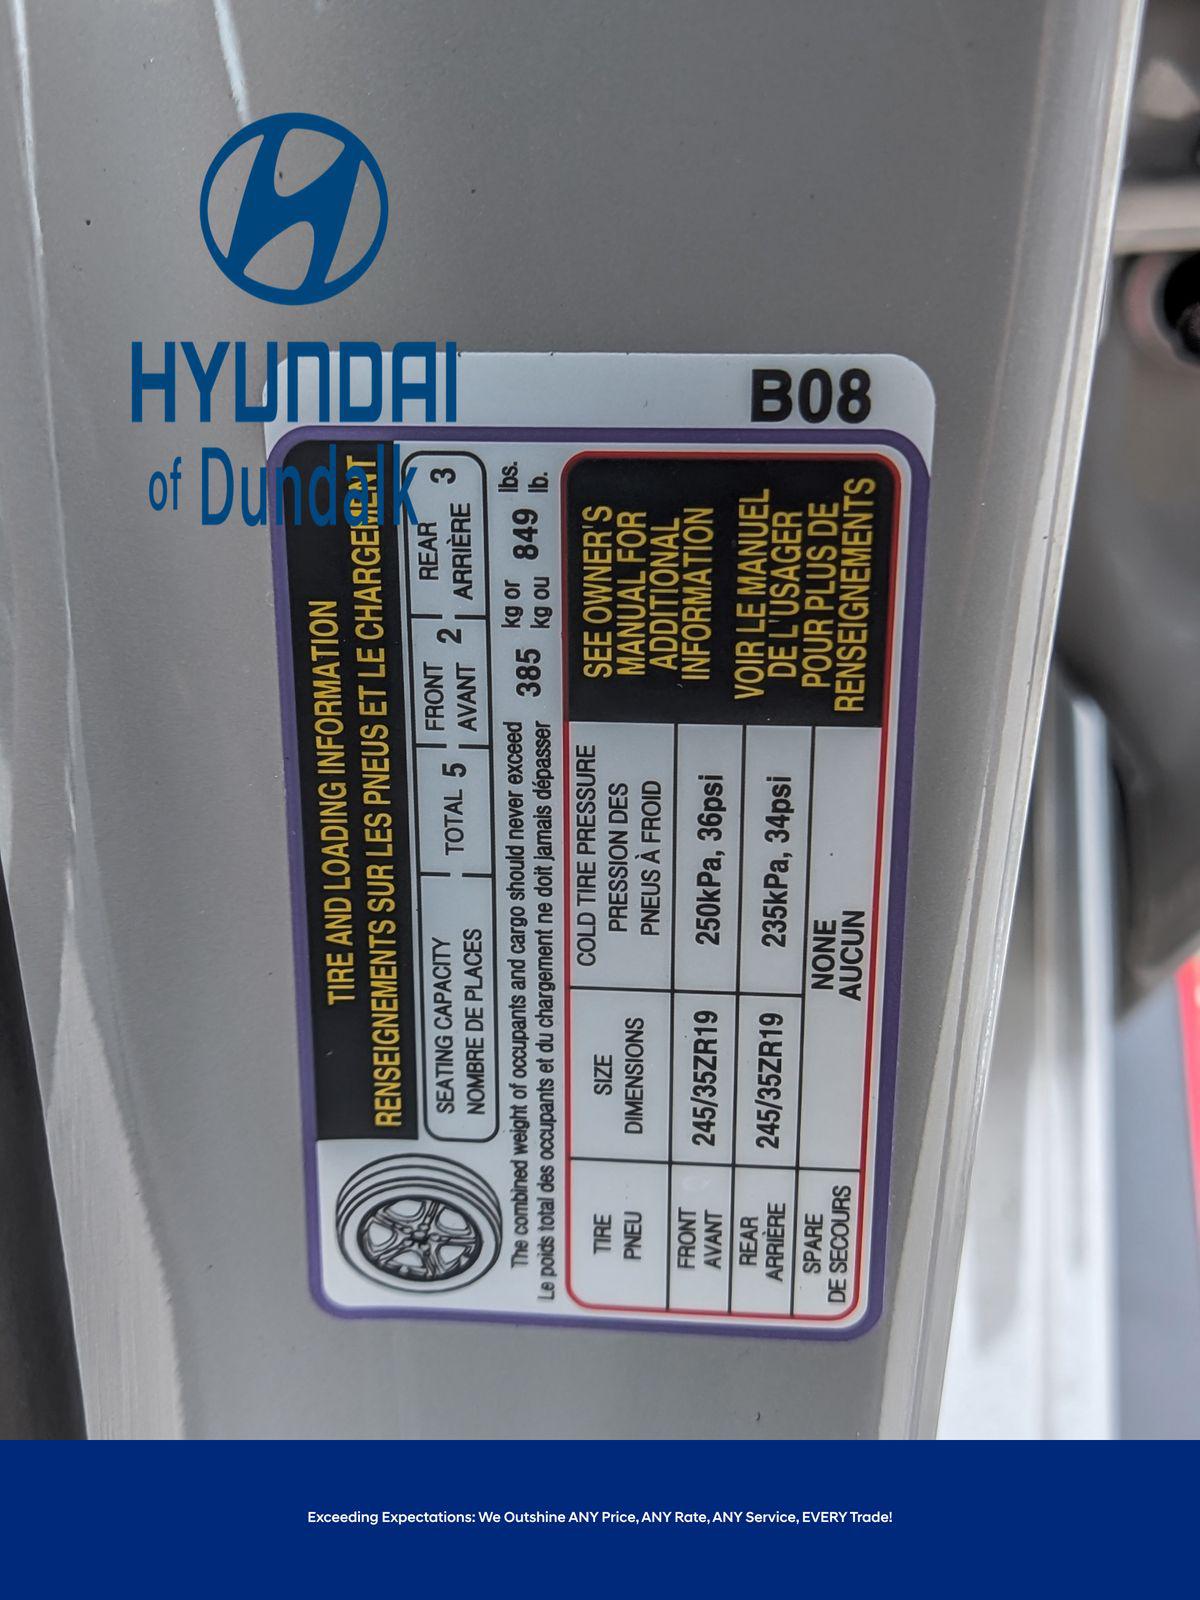 HYUNDAI
of Dundalk
B08
TIRE AND LOADING INFORMATION
RENSEIGNEMENTS SUR LES PNEUS ET LE CHARGEMENT
SEATING CAPACITY
NOMBRE DE PLACES
TOTAL 5
FRONT
AVANT 2
REAR
ARRIÈRE 3
The combined weight of occupants and cargo should never exceed 385 kg or 849 lbs.
Le poids total des occupants et du chargement ne doit jamais dépasser kg ou lb.
TIRE
PNEU
SIZE
DIMENSIONS
COLD TIRE PRESSURE
PRESSION DES
PNEUS À FROID
FRONT
AVANT
245/35ZR19
250kPa, 36psi
REAR
ARRIÈRE
245/35ZR19
235kPa, 34psi
SPARE
DE SECOURS
NONE
AUCUN
SEE OWNER'S
MANUAL FOR
ADDITIONAL
INFORMATION
VOIR LE MANUEL
DE L'USAGER
POUR PLUS DE
RENSEIGNEMENTS
Exceeding Expectations: We Outshine ANY Price, ANY Rate, ANY Service, EVERY Trade!